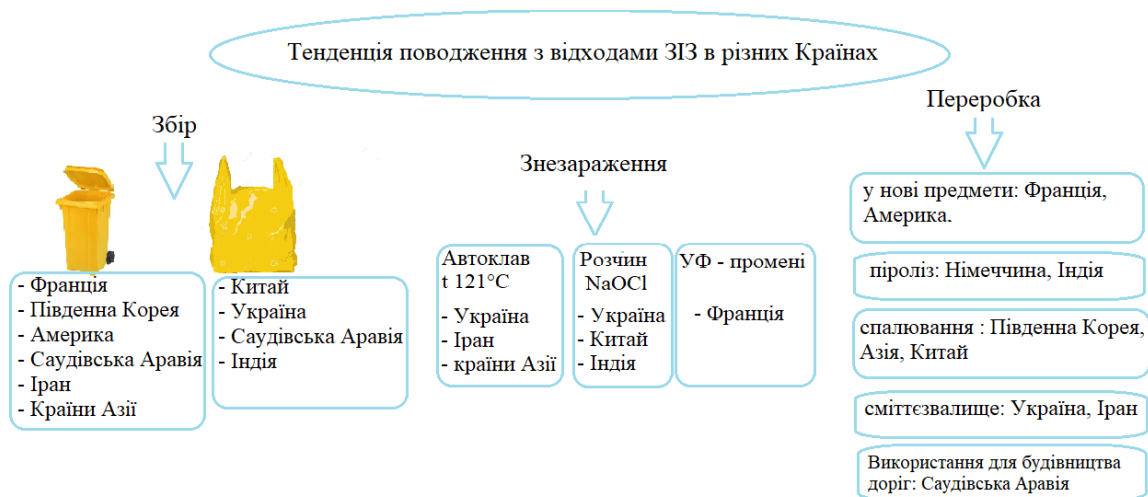 Тенденція поводження з відходами ЗІЗ в різних Країнах
Збір
- Франція
- Південна Корея
- Америка
- Саудівська Аравія
- Іран
- Країни Азії
- Китай
- Україна
- Саудівська Аравія
- Індія
Знезараження
Автоклав
t 121°C
- Україна
- Іран
- країни Азії
Розчин
NaOCl
- Україна
- Китай
- Індія
УФ - промені
- Франція
Переробка
у нові предмети: Франція,
Америка.
піроліз: Німеччина, Індія
спалювання : Південна Корея,
Азія, Китай
сміттєзвалище: Україна, Іран
Використання для будівництва
доріг: Саудівська Аравія